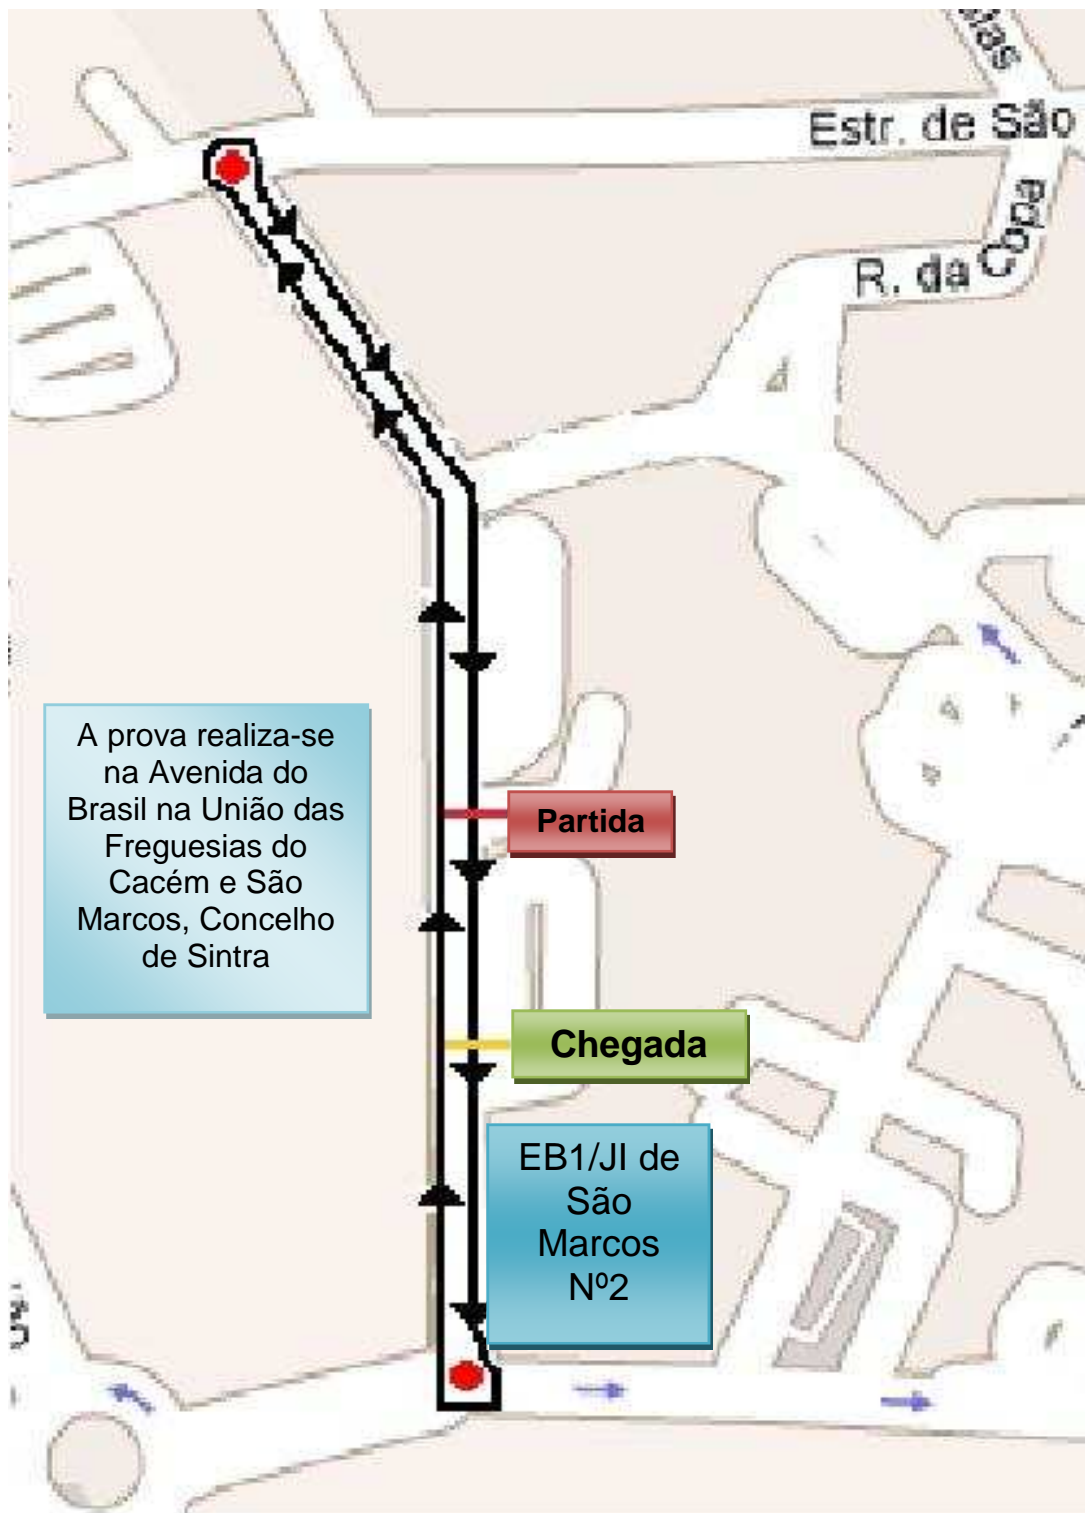 Estr. de São
R. da Copa
A prova realiza-se
na Avenida do
Brasil na União das
Freguesias do
Cacém e São
Marcos, Concelho
de Sintra
Partida
Chegada
EB1/JI de
São
Marcos
Nº2